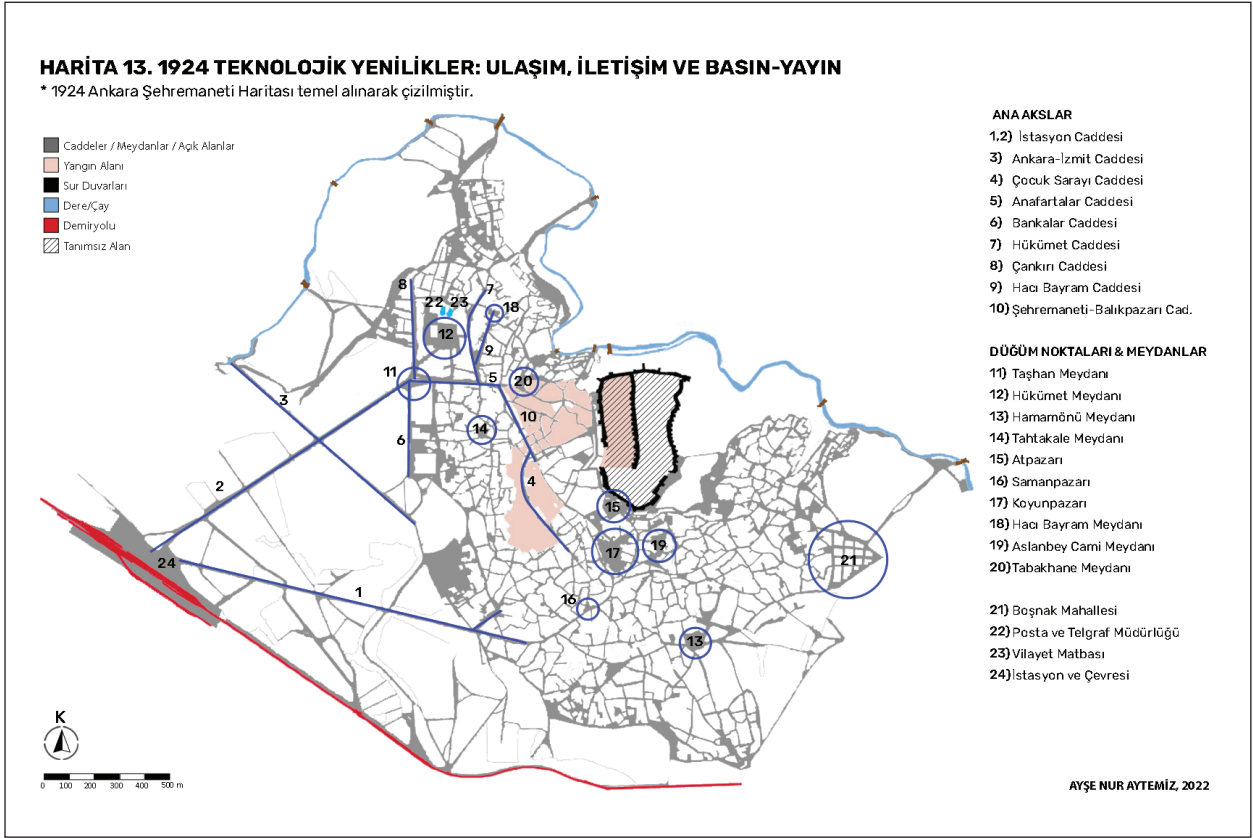 HARİTA 13. 1924 TEKNOLOJİK YENİLİKLER: ULAŞIM, İLETİŞİM VE BASIN-YAYIN
* 1924 Ankara Şehremaneti Haritası temel alınarak çizilmiştir.
Caddeler / Meydanlar / Açık Alanlar
Yangın Alanı
Sur Duvarları
Dere/Çay
Demiryolu
Tanımsız Alan
ANA AKSLAR
1,2) İstasyon Caddesi
3) Ankara-İzmit Caddesi
4) Çocuk Sarayı Caddesi
5) Anafartalar Caddesi
6) Bankalar Caddesi
7) Hükümet Caddesi
8) Çankırı Caddesi
9) Hacı Bayram Caddesi
10) Şehremaneti-Balıkpazarı Cad.
DÜĞÜM NOKTALARI & MEYDANLAR
11) Taşhan Meydanı
12) Hükümet Meydanı
13) Hamamönü Meydanı
14) Tahtakale Meydanı
15) Atpazarı
16) Samanpazarı
17) Koyunpazarı
18) Hacı Bayram Meydanı
19) Aslanbey Cami Meydanı
20) Tabakhane Meydanı
21) Boşnak Mahallesi
22) Posta ve Telgraf Müdürlüğü
23) Vilayet Matbası
24) İstasyon ve Çevresi
8
7
22 23
18
12
9
11
5
20
3
10
14
6
2
4
15
17
19
21
24
1
16
13
K
0 100 200 300 400 500 m
AYŞE NUR AYTEMİZ, 2022